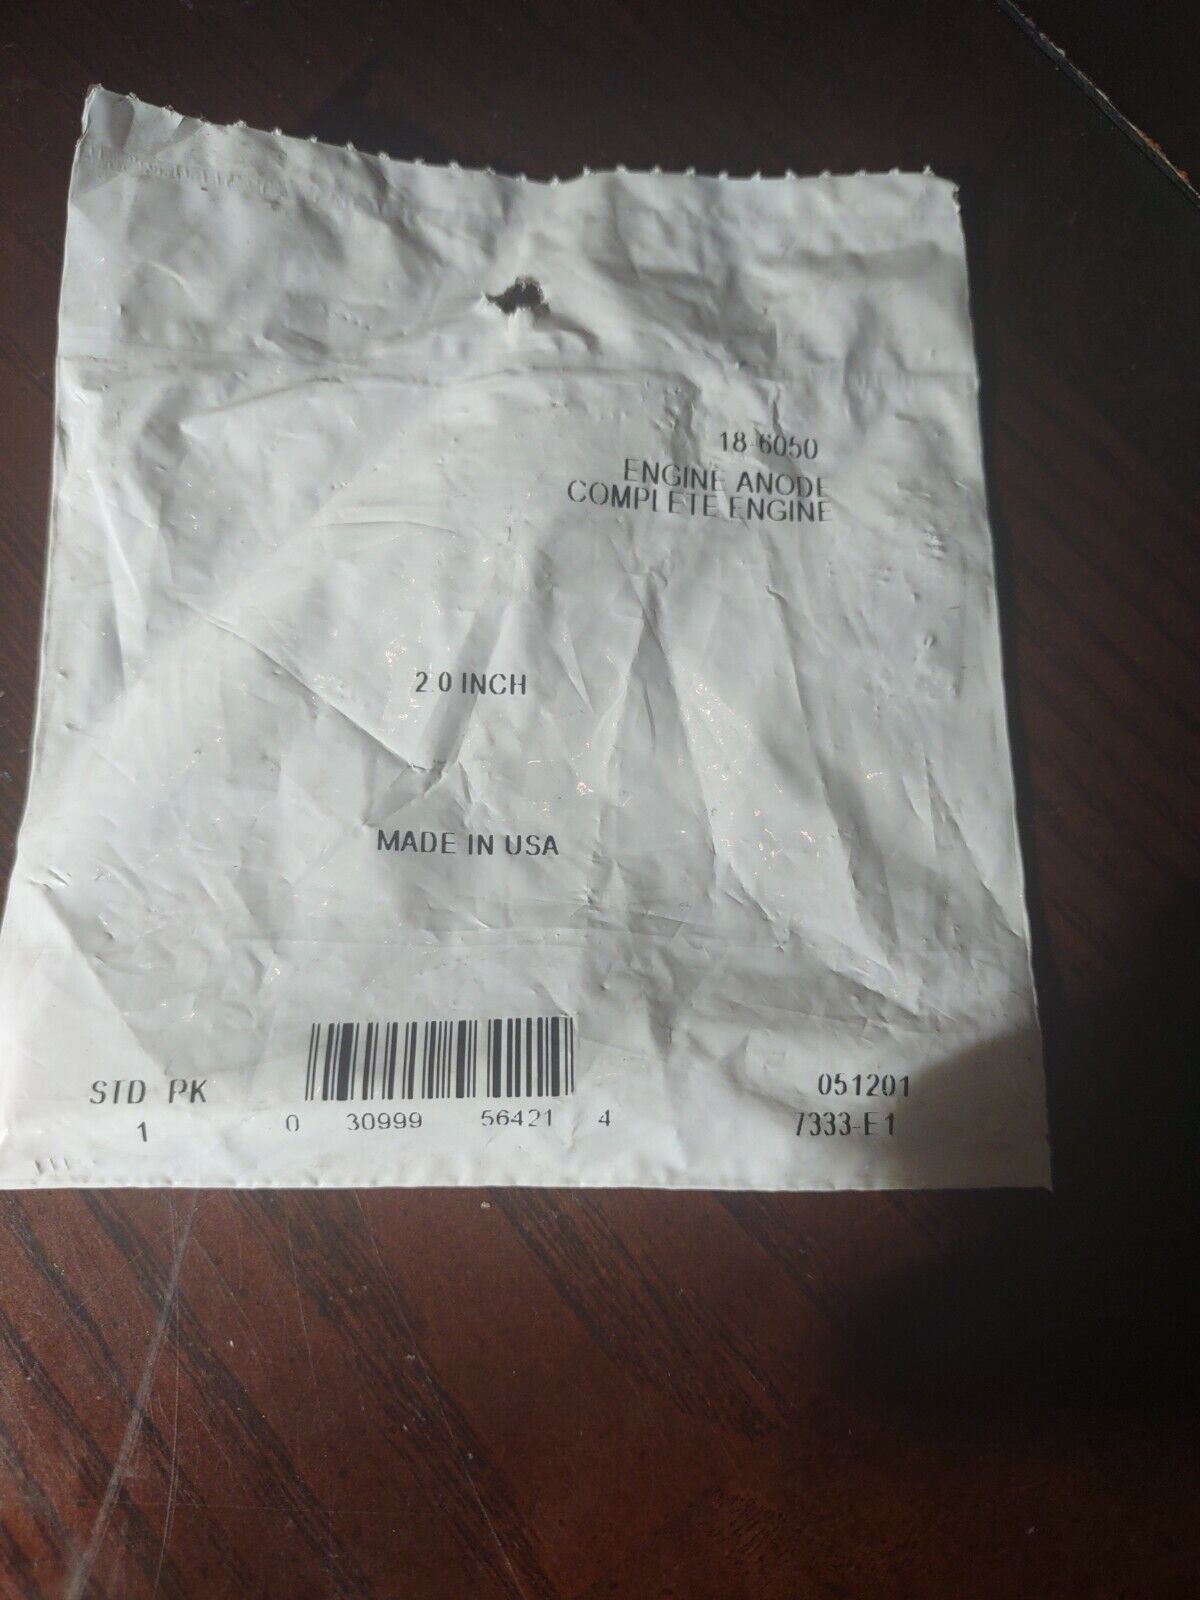 18-6050
ENGINE ANODE
COMPLETE ENGINE
2.0 INCH
MADE IN USA
STD PK
1
0 30999 56421 4
051201
7333-E1